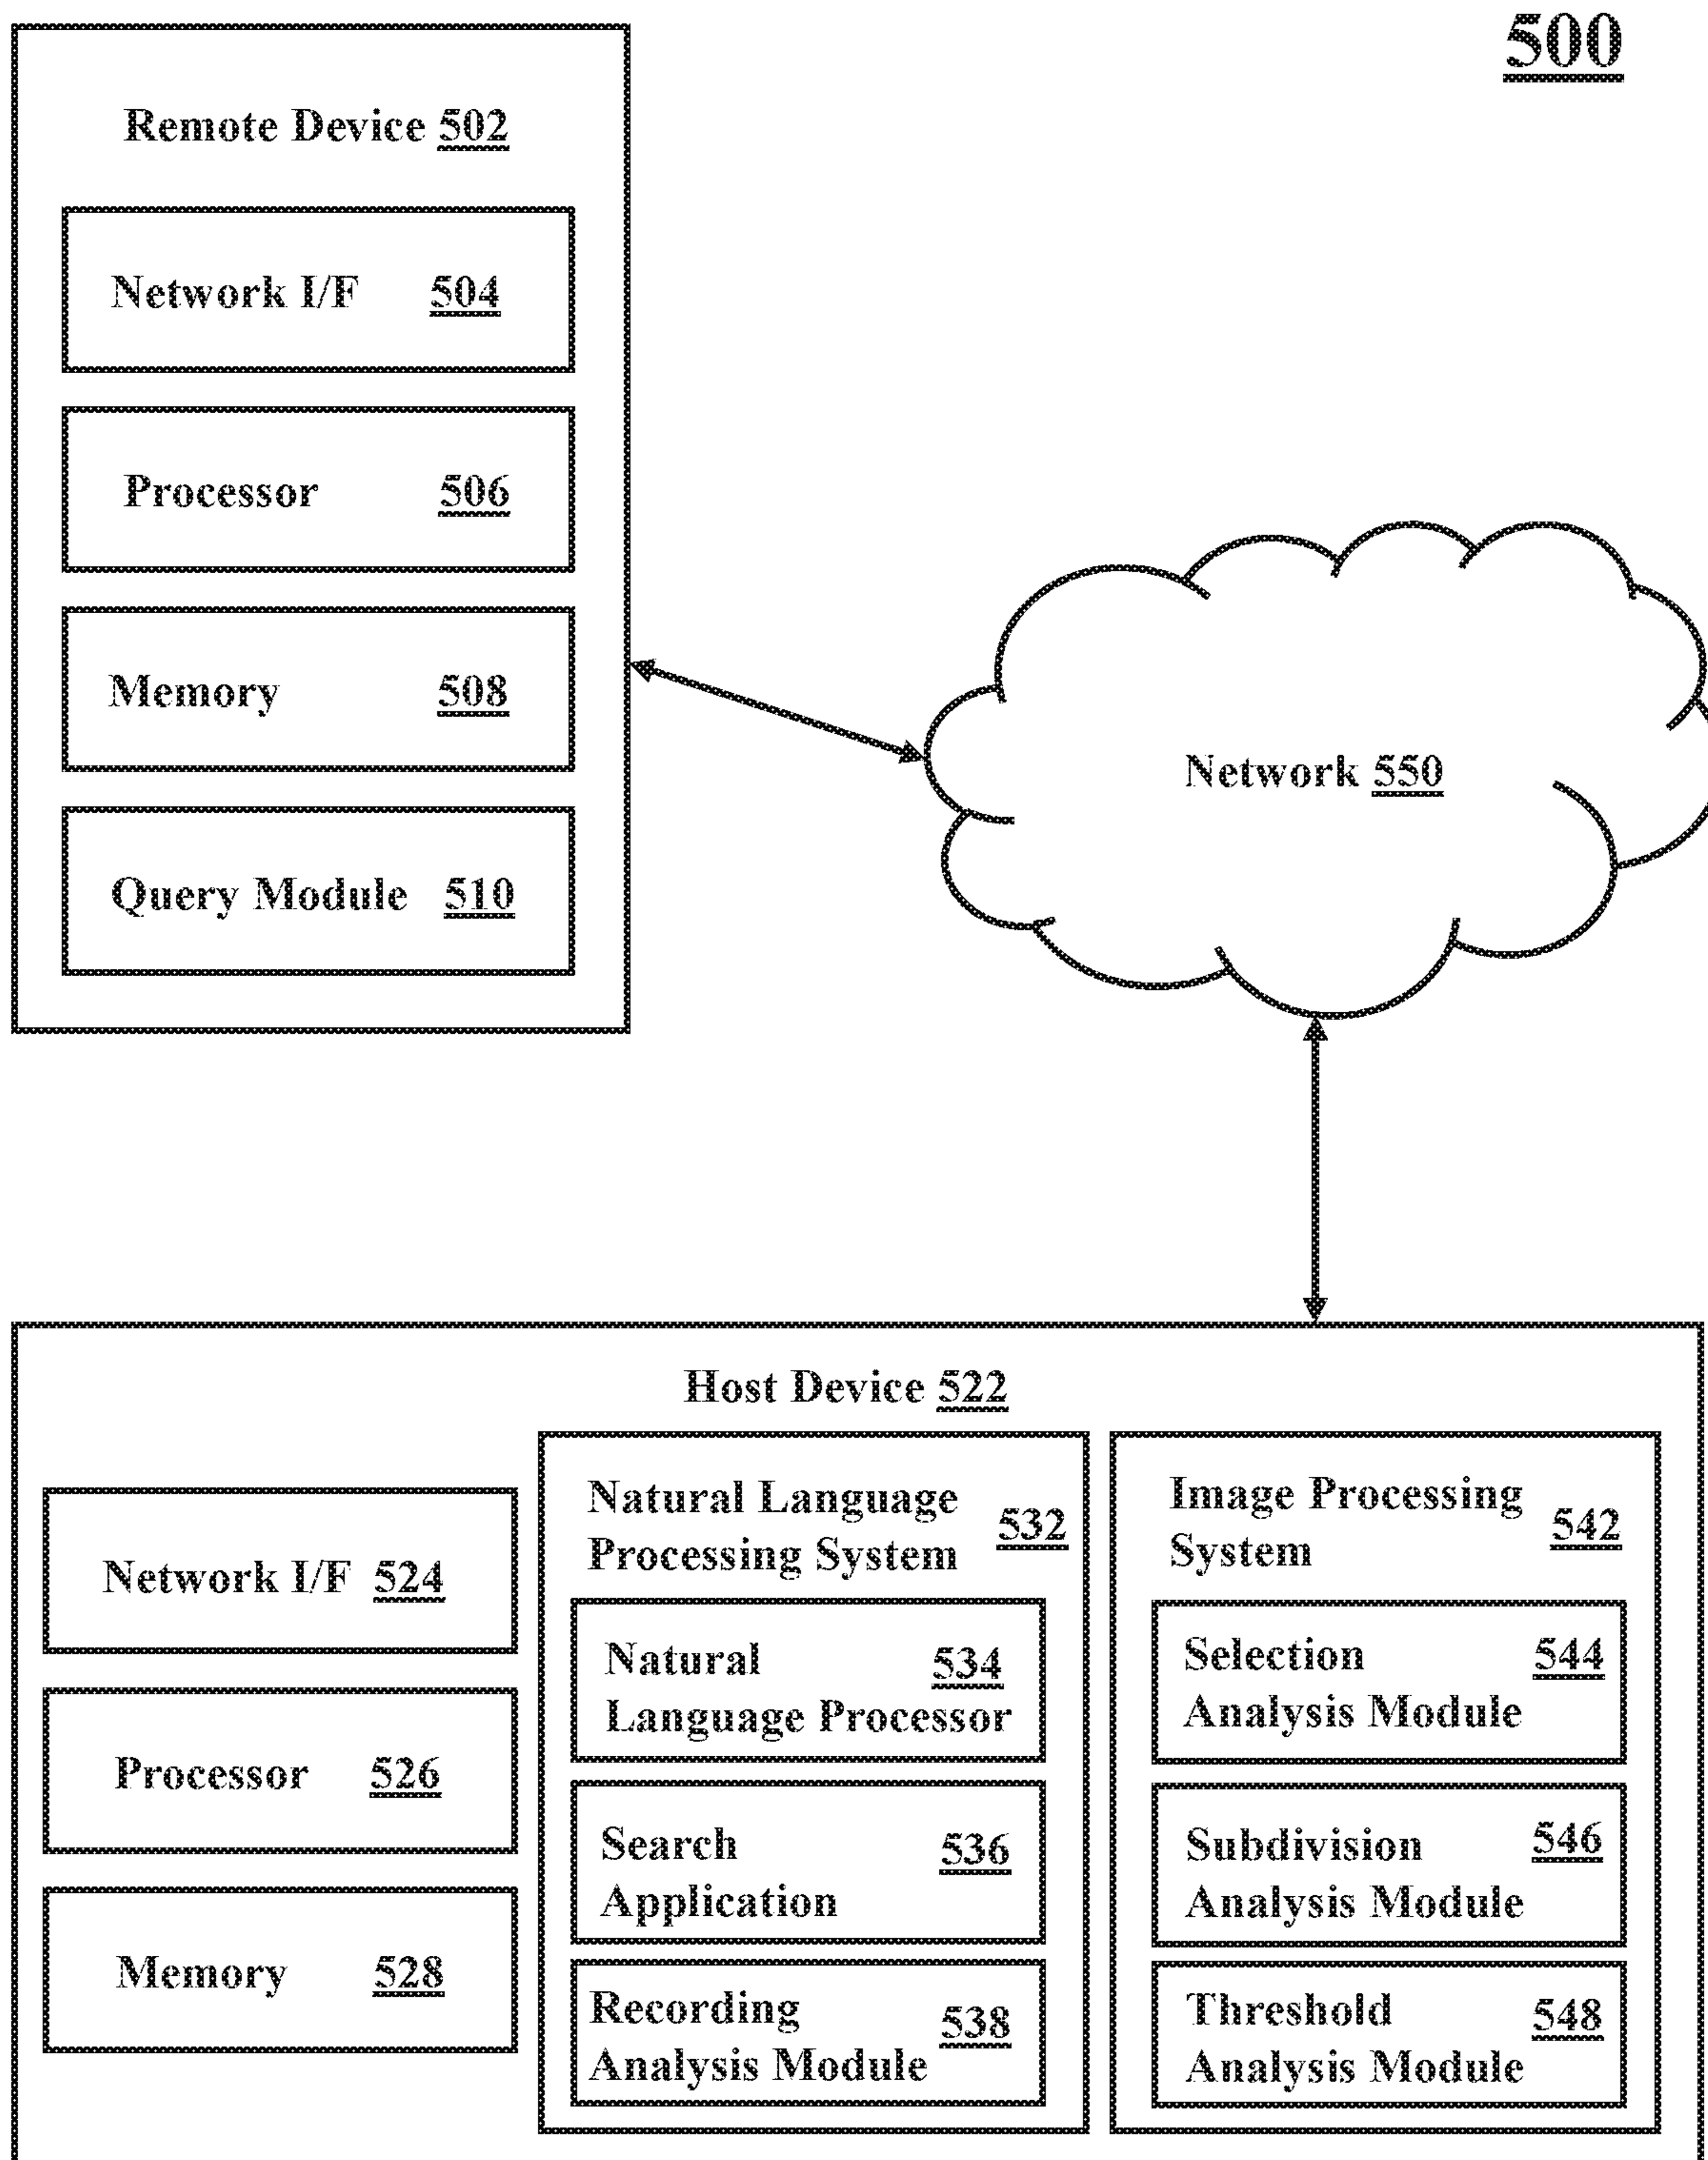 500
Remote Device 502
Network I/F 504
Processor 506
Memory 508
Query Module 510
Network 550
Host Device 522
Network I/F 524
Processor 526
Memory 528
Natural Language
Processing System 532
Natural
Language Processor 534
Search
Application 536
Recording
Analysis Module 538
Image Processing
System 542
Selection
Analysis Module 544
Subdivision
Analysis Module 546
Threshold
Analysis Module 548